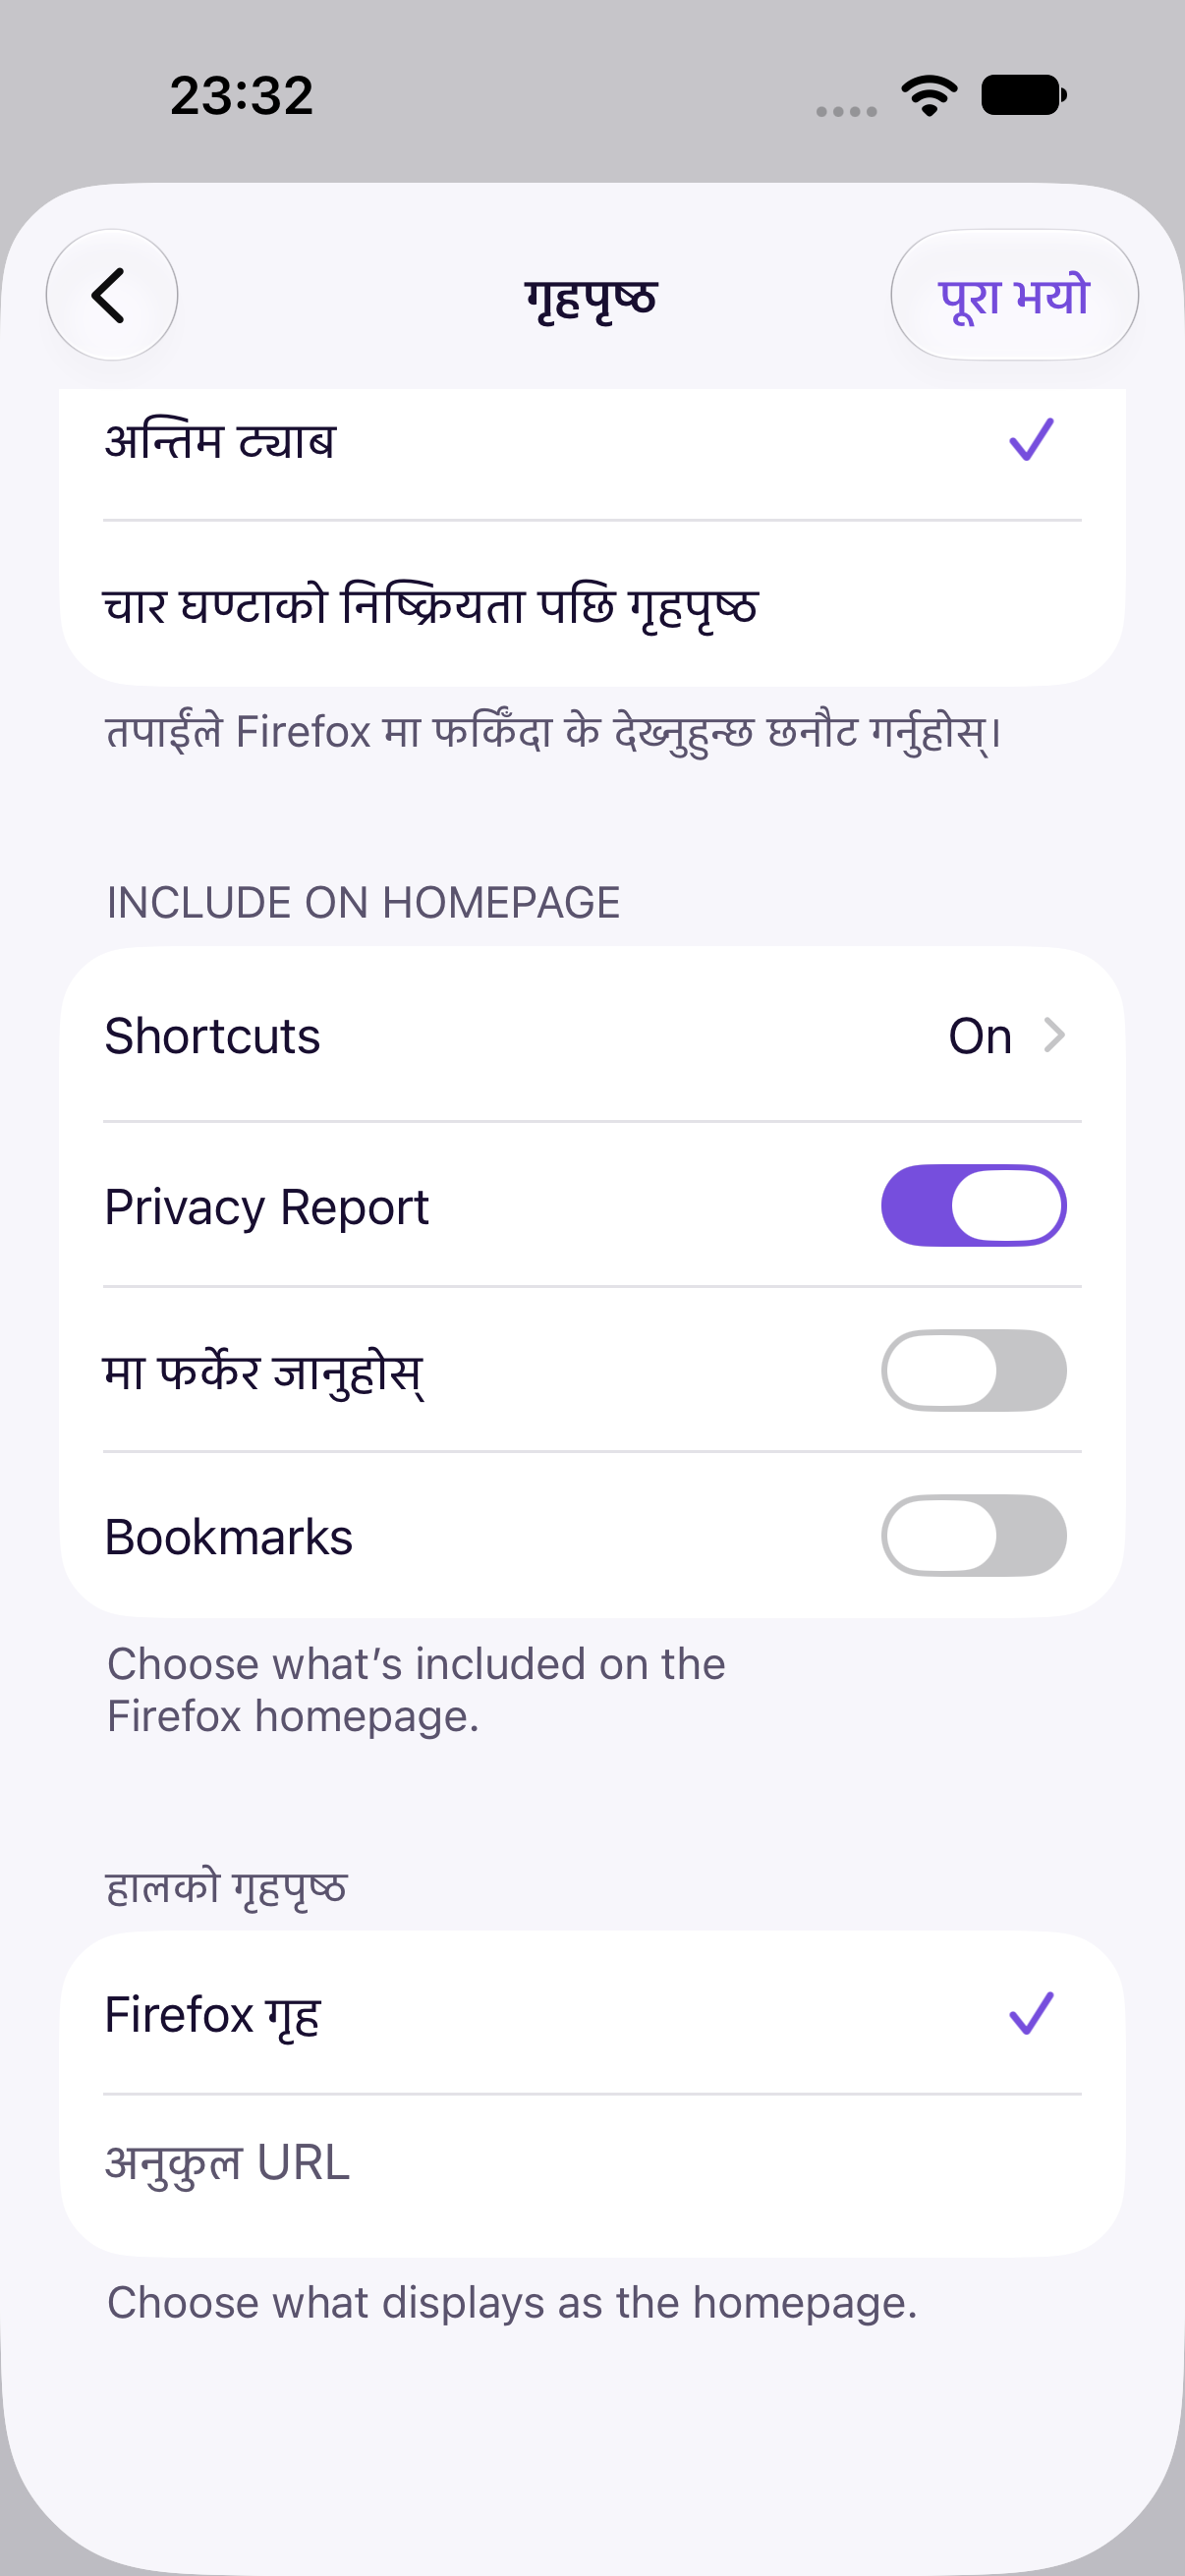 23:32
गृहपृष्ठ
पूरा भयो
अन्तिम ट्याब
चार घण्टाको निष्क्रियता पछि गृहपृष्ठ
तपाईंले Firefox मा फर्किँदा के देख्नुहुन्छ छनौट गर्नुहोस्।
INCLUDE ON HOMEPAGE
Shortcuts On
Privacy Report
मा फर्केर जानुहोस्
Bookmarks
Choose what’s included on the
Firefox homepage.
हालको गृहपृष्ठ
Firefox गृह
अनुकुल URL
Choose what displays as the homepage.